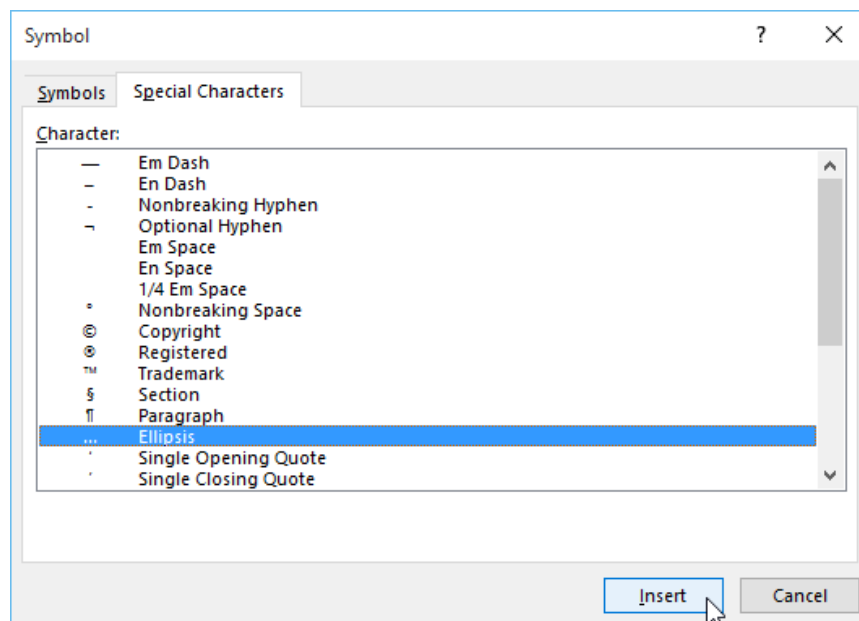 Symbol ? ×
Symbols Special Characters
Character:
— Em Dash
– En Dash
- Nonbreaking Hyphen
¬ Optional Hyphen
Em Space
En Space
1/4 Em Space
° Nonbreaking Space
© Copyright
® Registered
™ Trademark
§ Section
¶ Paragraph
… Ellipsis
‘ Single Opening Quote
’ Single Closing Quote
Insert Cancel